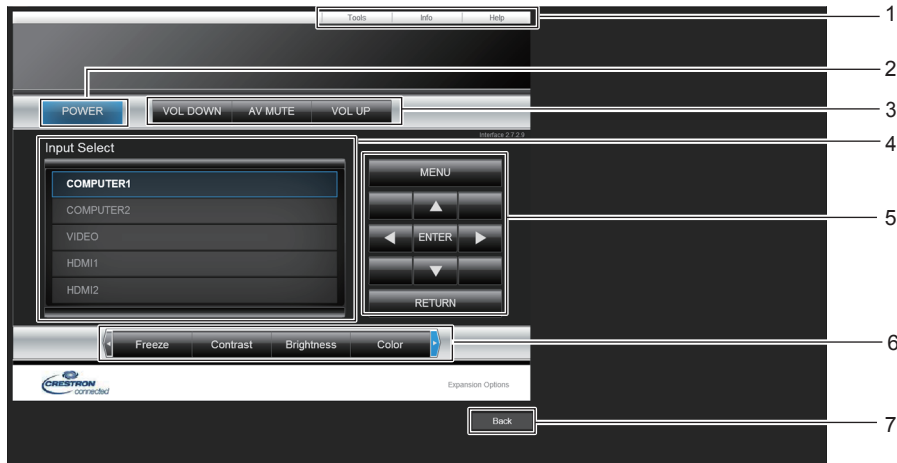 Tools Info Help 1
2
POWER VOL DOWN AV MUTE VOL UP 3
Interface 2.7.2.9
4
Input Select
COMPUTER1
COMPUTER2
VIDEO
HDMI1
HDMI2
MENU
ENTER
RETURN
5
Freeze Contrast Brightness Color 6
CRESTRON
connected
Expansion Options
Back 7